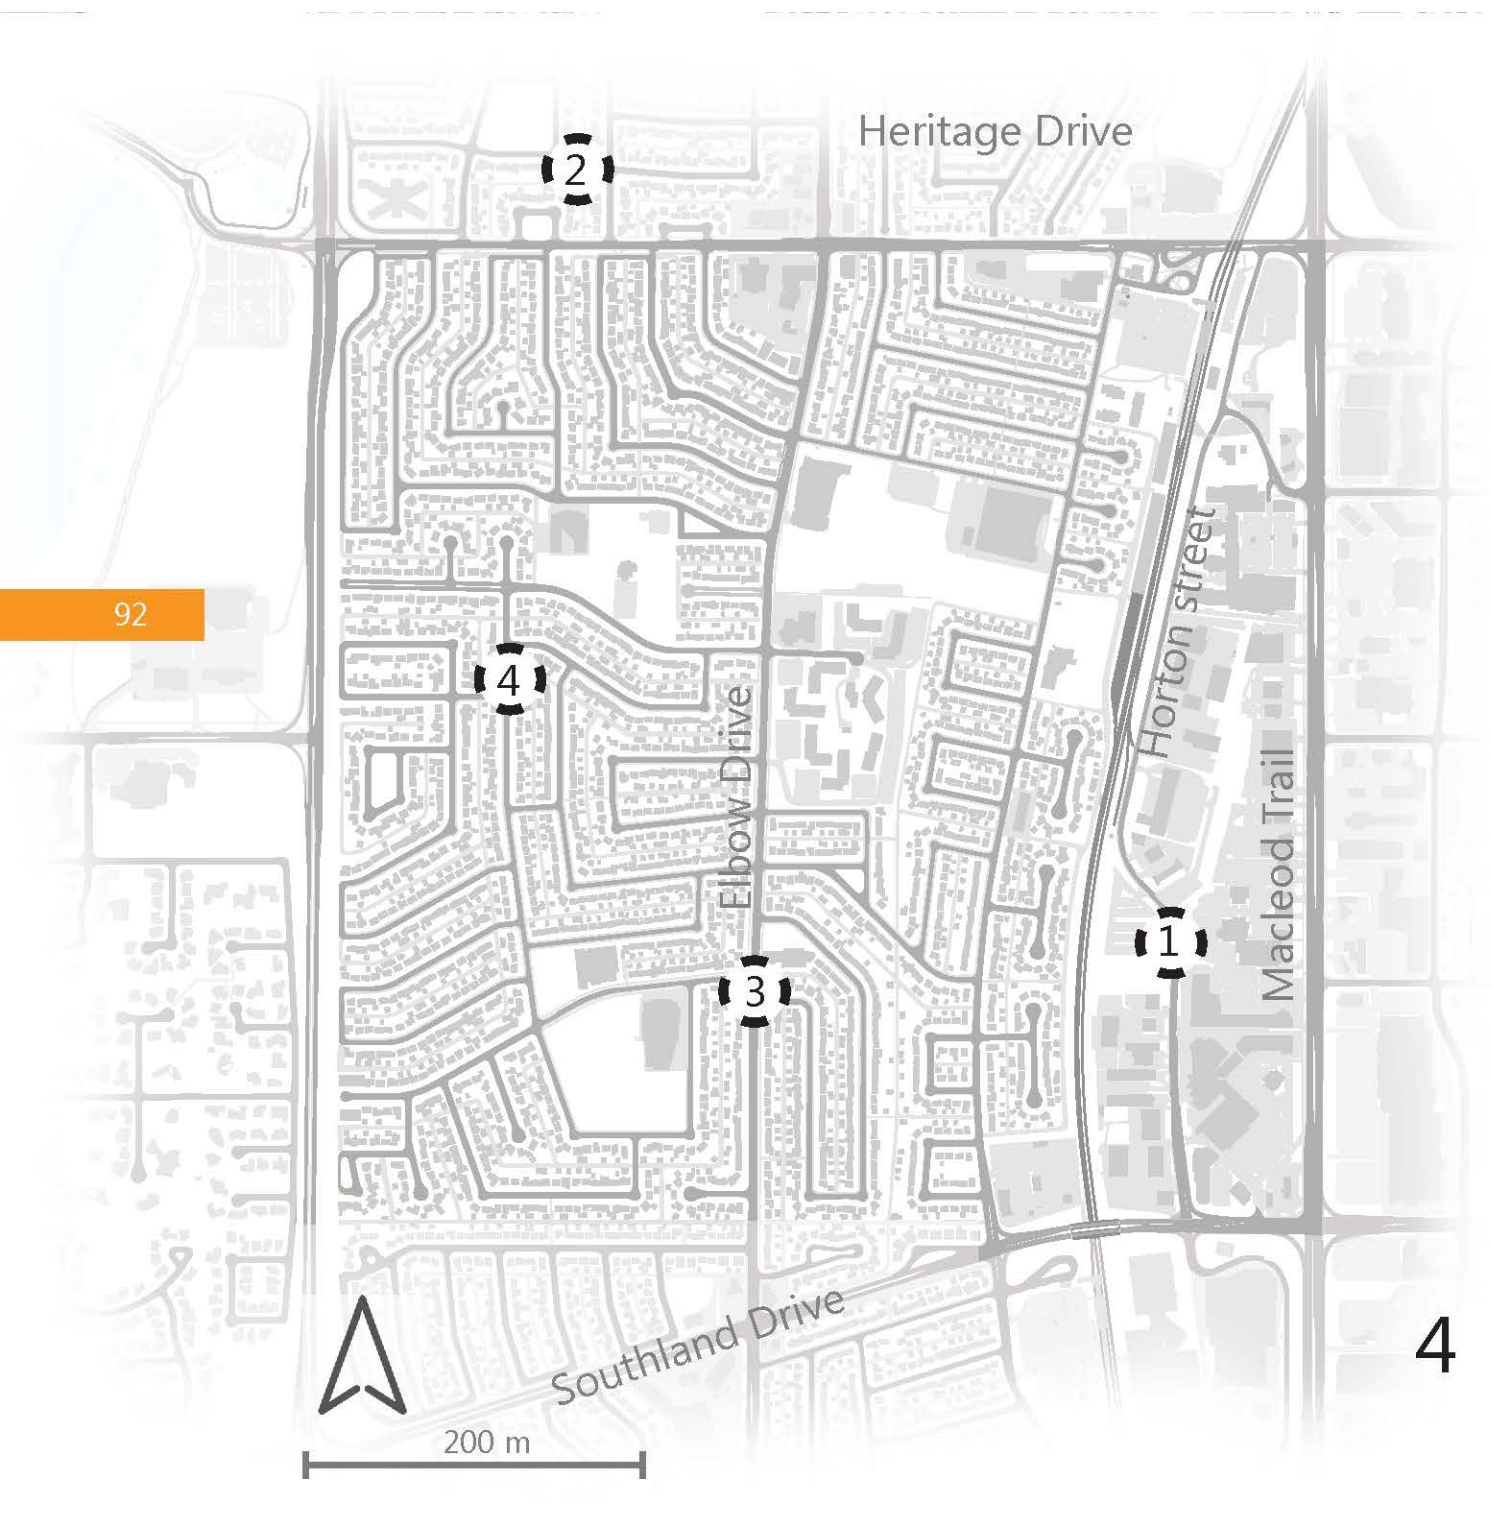 Heritage Drive
2
Horton street
92
4
Elbow Drive
Macleod Trail
1
3
Southland Drive
4
200 m